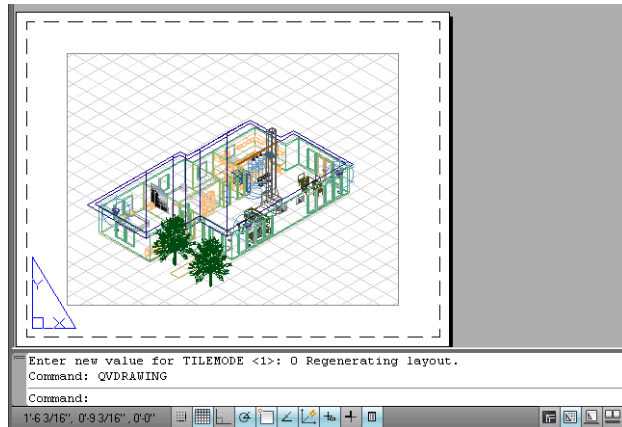 Y
X
Enter new value for TILEMODE <1>: 0 Regenerating layout.
Command: QVDRAWING
Command:
1'-6 3/16", 0'-9 3/16" , 0'-0"